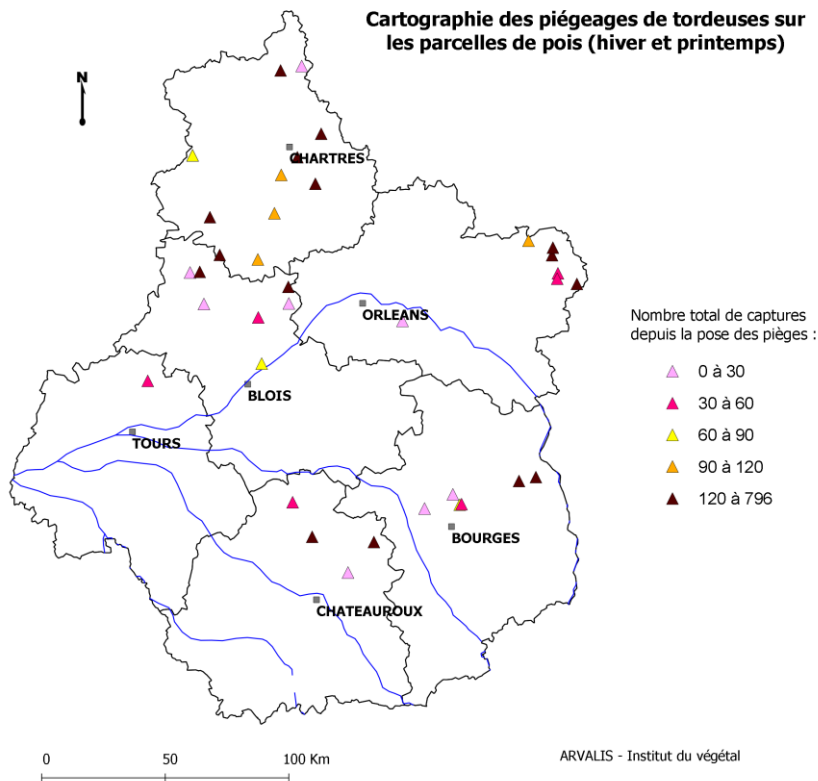 Cartographie des piégeages de tordeuses sur
les parcelles de pois (hiver et printemps)
N
CHARTRES
ORLEANS
Nombre total de captures
depuis la pose des pièges :
0 à 30
30 à 60
60 à 90
90 à 120
120 à 796
BLOIS
TOURS
BOURGES
CHATEAUROUX
0 50 100 Km
ARVALIS - Institut du végétal